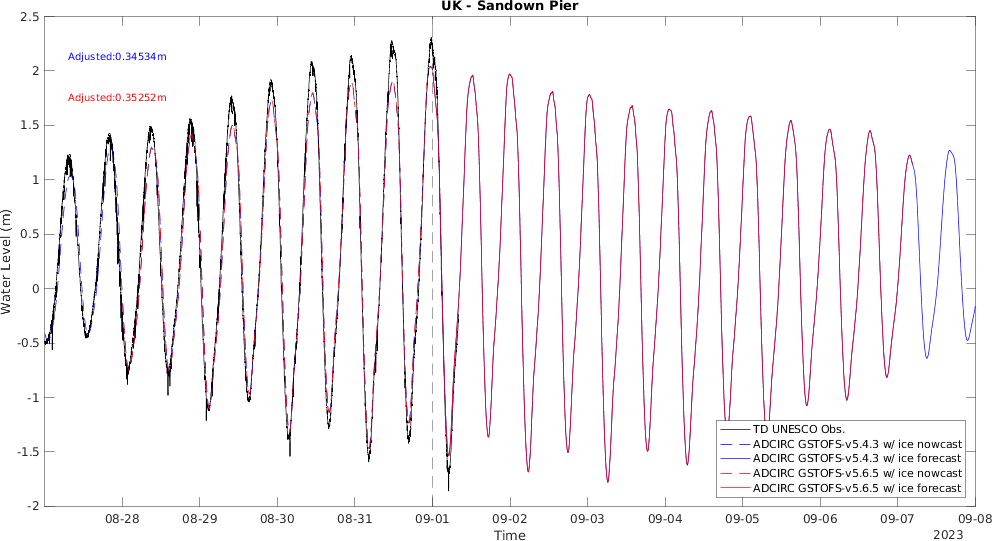 UK - Sandown Pier
2.5
2
1.5
1
0.5
0
-0.5
-1
-1.5
-2
Water Level (m)
Adjusted:0.34534m
Adjusted:0.35252m
TD UNESCO Obs.
ADCIRC GSTOFS-v5.4.3 w/ ice nowcast
ADCIRC GSTOFS-v5.4.3 w/ ice forecast
ADCIRC GSTOFS-v5.6.5 w/ ice nowcast
ADCIRC GSTOFS-v5.6.5 w/ ice forecast
08-28 08-29 08-30 08-31 09-01 09-02 09-03 09-04 09-05 09-06 09-07 09-08
Time
2023